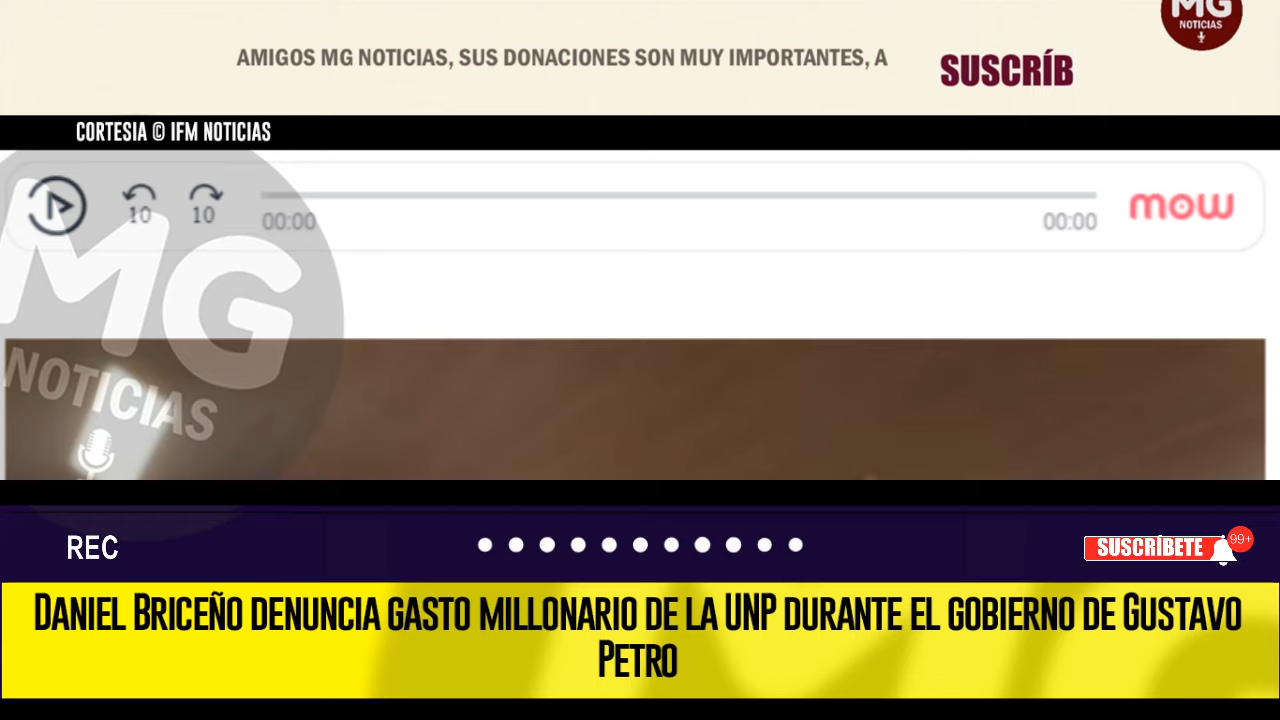 MG
NOTICIAS
AMIGOS MG NOTICIAS, SUS DONACIONES SON MUY IMPORTANTES, A
SUSCRÍB
CORTESIA © IFM NOTICIAS
10 10
00:00 00:00
mow
MG
NOTICIAS
REC
SUSCRÍBETE 99+
DANIEL BRICEÑO DENUNCIA GASTO MILLONARIO DE LA UNP DURANTE EL GOBIERNO DE GUSTAVO
PETRO